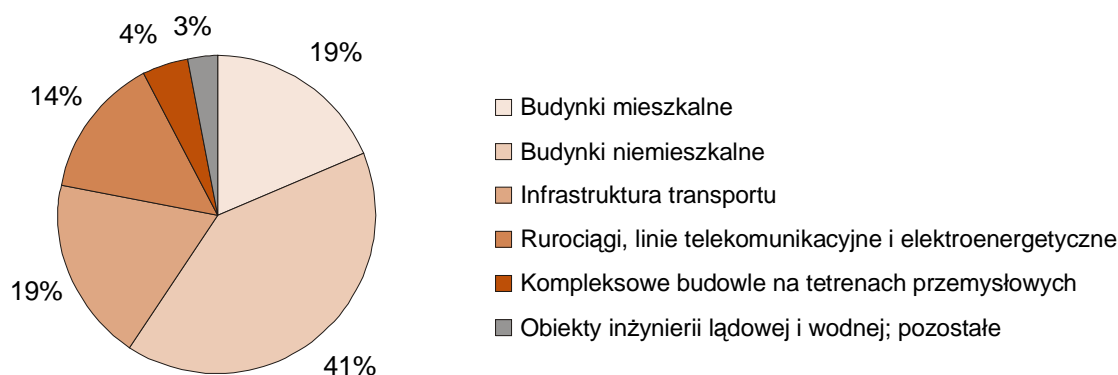 4%
3%
19%
14%
19%
41%
Budynki mieszkalne
Budynki niemieszkalne
Infrastruktura transportu
Rurociągi, linie telekomunikacyjne i elektroenergetyczne
Kompleksowe budowle na tetrenach przemysłowych
Obiekty inżynierii lądowej i wodnej; pozostałe